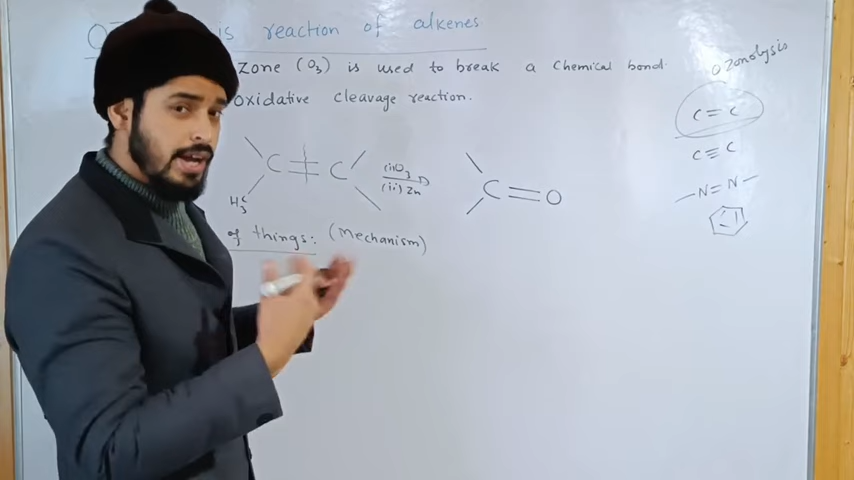 is reaction of alkenes
zone (O3) is used to break a Chemical bond.
oxidative cleavage reaction.
C = C (i) O3
(ii) Zn
C = O
H3C
of things: (Mechanism)
ozonolysis
C = C
C ≡ C
N = N